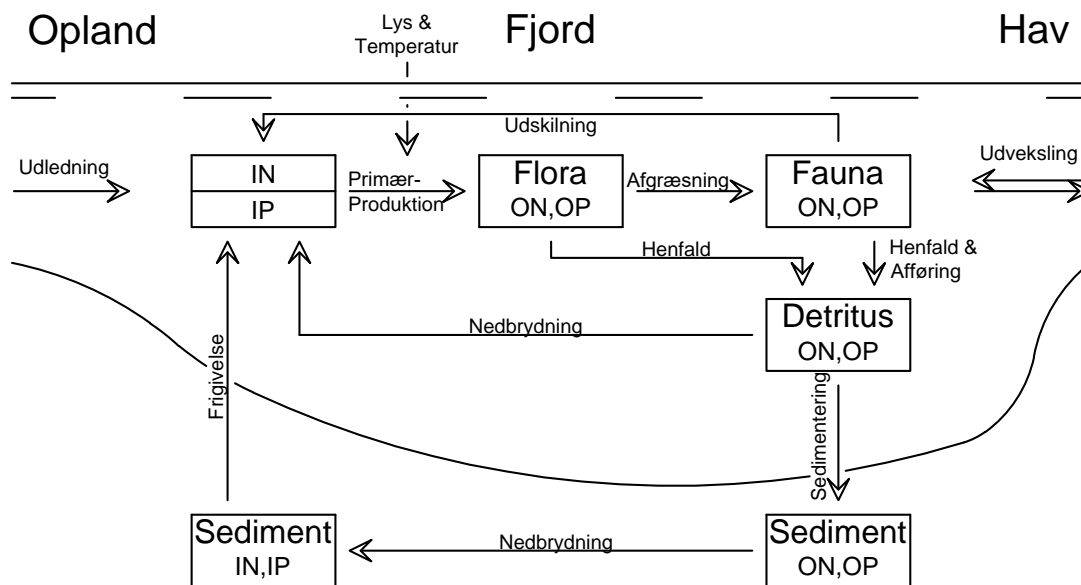 Opland
Lys &
Temperatur
Fjord
Hav
Udskilning
Udledning
IN
IP
Primær-
Produktion
Flora
ON,OP
Afgræsning
Fauna
ON,OP
Udveksling
Henfald
Henfald &
Afføring
Nedbrydning
Detritus
ON,OP
Frigivelse
Sedimentering
Sediment
IN,IP
Nedbrydning
Sediment
ON,OP